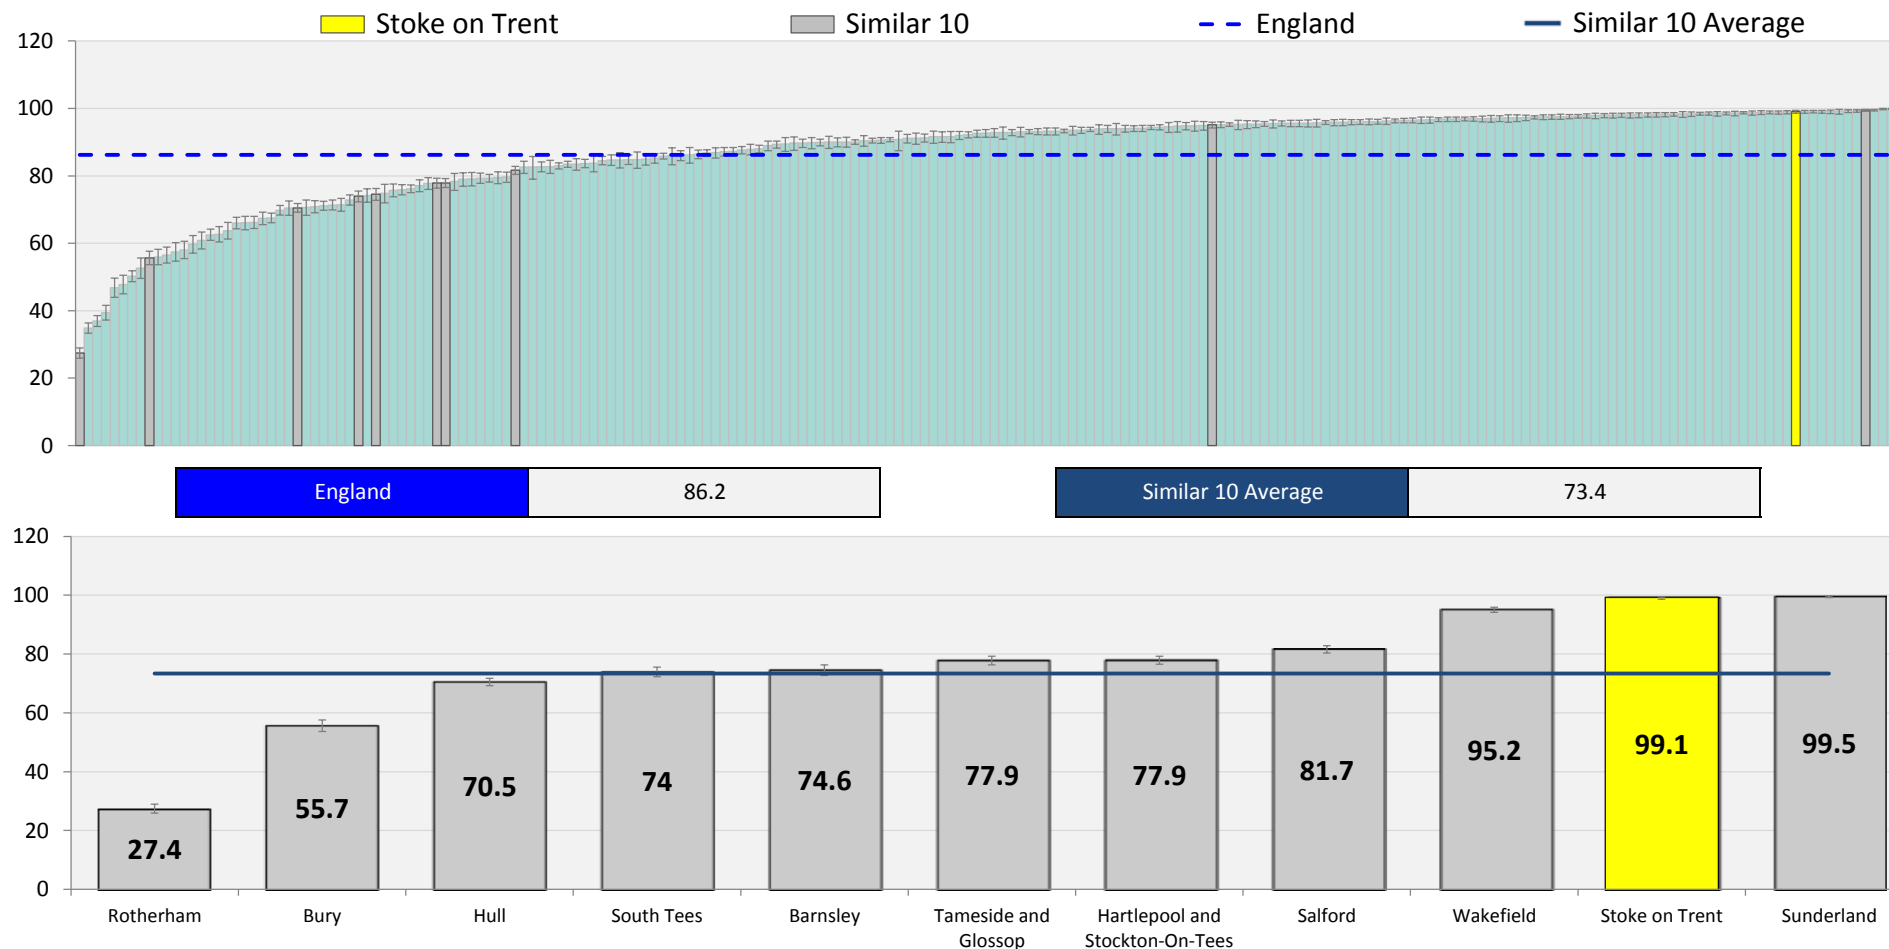 Stoke on Trent Similar 10 England Similar 10 Average
120
100
80
60
40
20
0
England 86.2 Similar 10 Average 73.4
120
100
80
60
40
20
0
27.4 55.7 70.5 74 74.6 77.9 77.9 81.7 95.2 99.1 99.5
Rotherham Bury Hull South Tees Barnsley Tameside and Hartlepool and Salford Wakefield Stoke on Trent Sunderland
Glossop Stockton-On-Tees